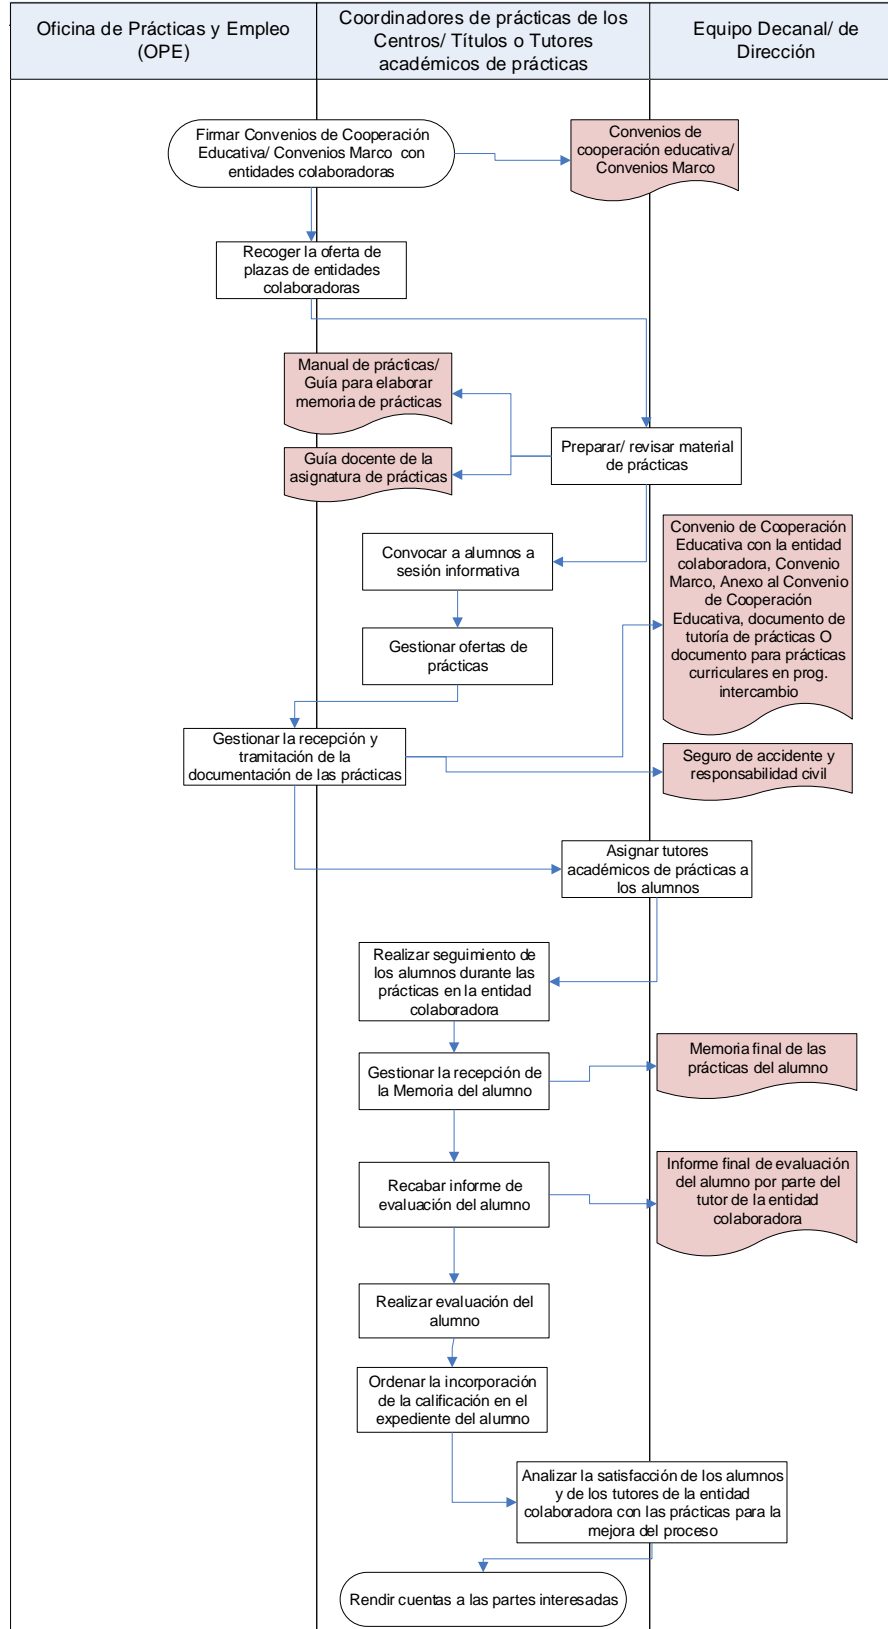 Oficina de Prácticas y Empleo
(OPE)
Coordinadores de prácticas de los
Centros/ Títulos o Tutores
académicos de prácticas
Equipo Decanal/ de
Dirección
Firmar Convenios de Cooperación
Educativa/ Convenios Marco con
entidades colaboradoras
Convenios de
cooperación educativa/
Convenios Marco
Recoger la oferta de
plazas de entidades
colaboradoras
Manual de prácticas/
Guía para elaborar
memoria de prácticas
Preparar/ revisar material
de prácticas
Guía docente de la
asignatura de prácticas
Convenio de Cooperación
Educativa con la entidad
colaboradora, Convenio
Marco, Anexo al Convenio
de Cooperación
Educativa, documento de
tutoría de prácticas O
documento para prácticas
curriculares en prog.
intercambio
Convocar a alumnos a
sesión informativa
Gestionar ofertas de
prácticas
Gestionar la recepción y
tramitación de la
documentación de las prácticas
Seguro de accidente y
responsabilidad civil
Asignar tutores
académicos de prácticas a
los alumnos
Realizar seguimiento de
los alumnos durante las
prácticas en la entidad
colaboradora
Gestionar la recepción de
la Memoria del alumno
Memoria final de las
prácticas del alumno
Recabar informe de
evaluación del alumno
Informe final de evaluación
del alumno por parte del
tutor de la entidad
colaboradora
Realizar evaluación del
alumno
Ordenar la incorporación
de la calificación en el
expediente del alumno
Analizar la satisfacción de los alumnos
y de los tutores de la entidad
colaboradora con las prácticas para la
mejora del proceso
Rendir cuentas a las partes interesadas